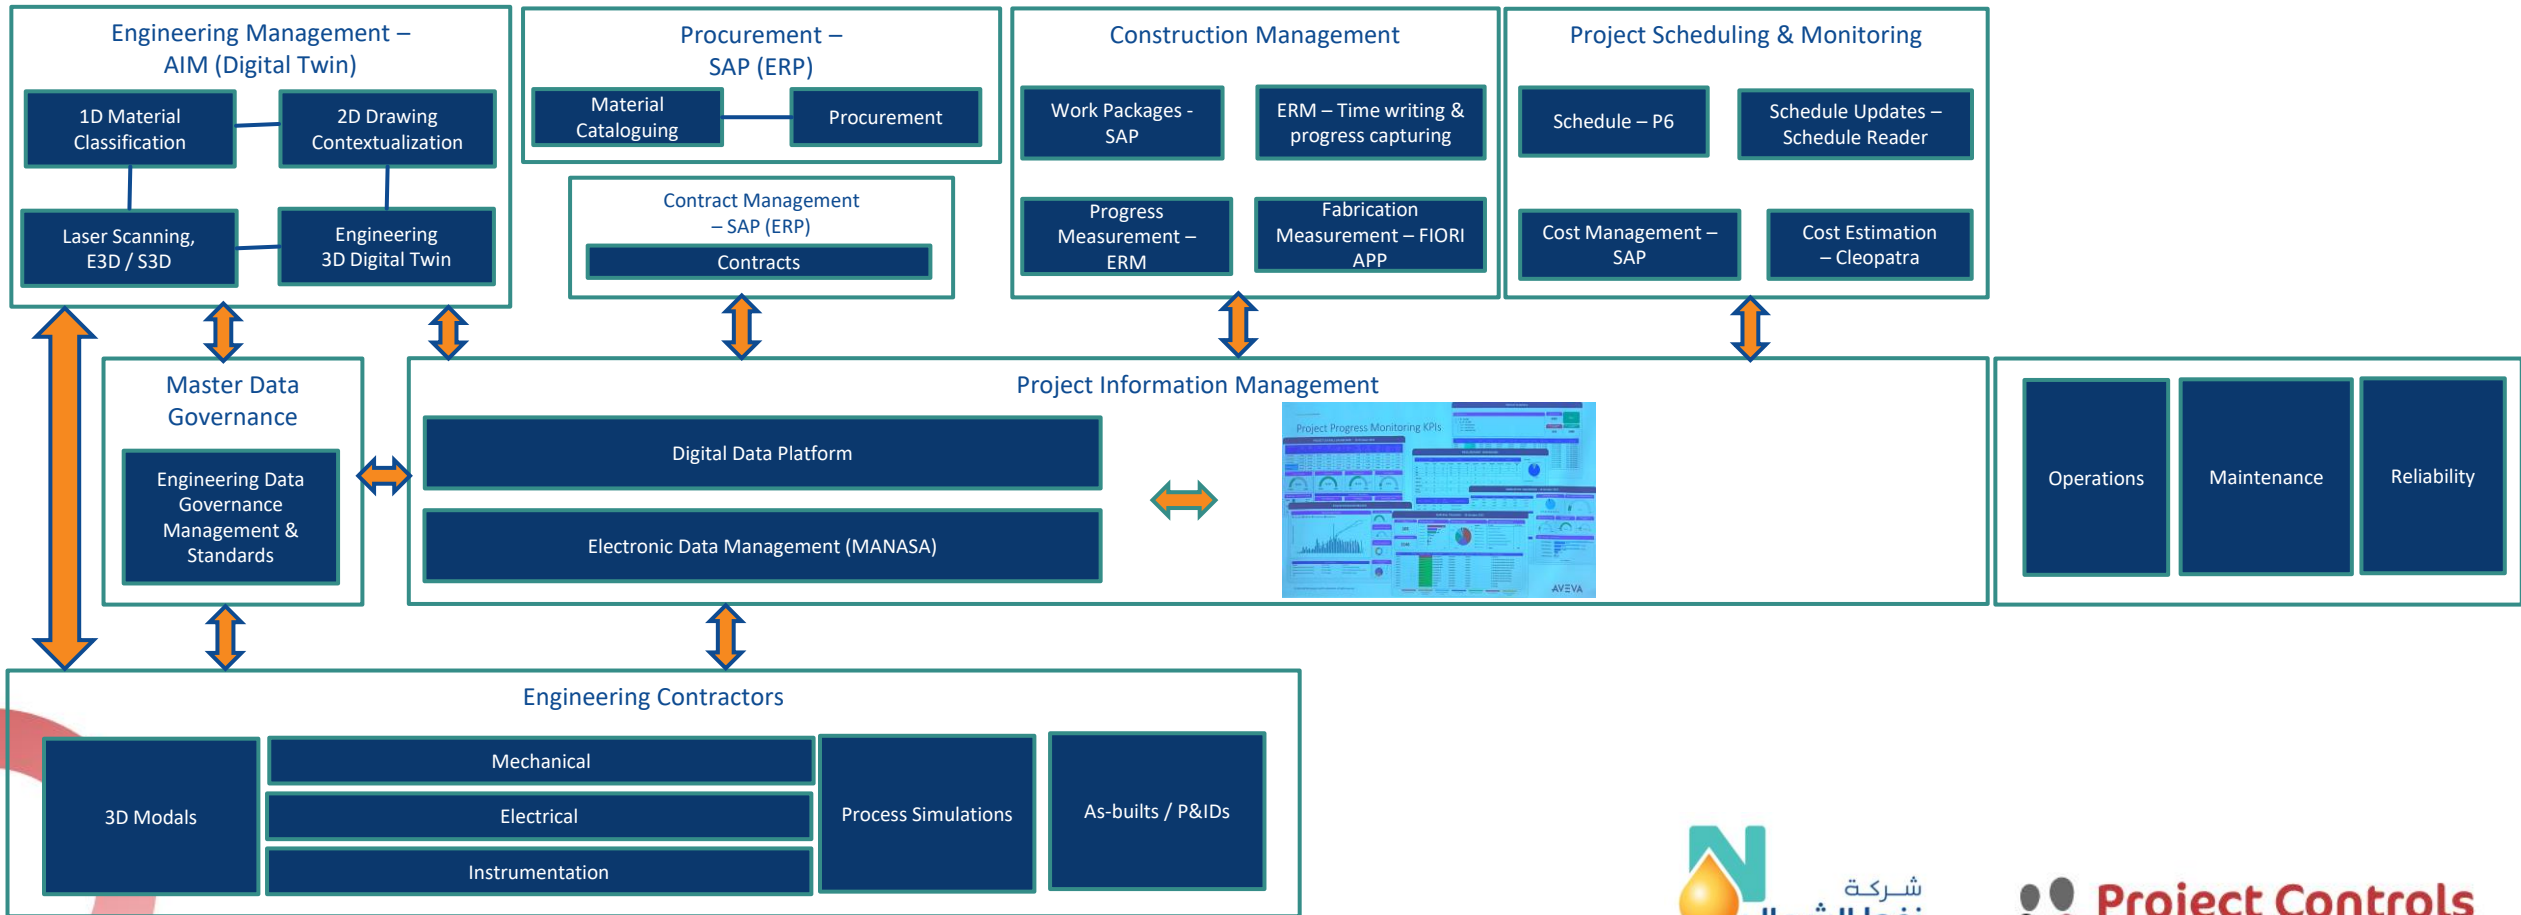 Engineering Management –
AIM (Digital Twin)
1D Material
Classification
2D Drawing
Contextualization
Laser Scanning,
E3D / S3D
Engineering
3D Digital Twin
Procurement –
SAP (ERP)
Material
Cataloguing
Procurement
Contract Management
– SAP (ERP)
Contracts
Construction Management
Work Packages -
SAP
ERM – Time writing &
progress capturing
Progress
Measurement –
ERM
Fabrication
Measurement – FIORI
APP
Project Scheduling & Monitoring
Schedule – P6
Schedule Updates –
Schedule Reader
Cost Management –
SAP
Cost Estimation
– Cleopatra
Master Data
Governance
Engineering Data
Governance
Management &
Standards
Project Information Management
Digital Data Platform
Electronic Data Management (MANASA)
Project Progress Monitoring KPIs
AVEVA
Operations
Maintenance
Reliability
Engineering Contractors
3D Modals
Mechanical
Electrical
Instrumentation
Process Simulations
As-builts / P&IDs
شركة
Project Controls